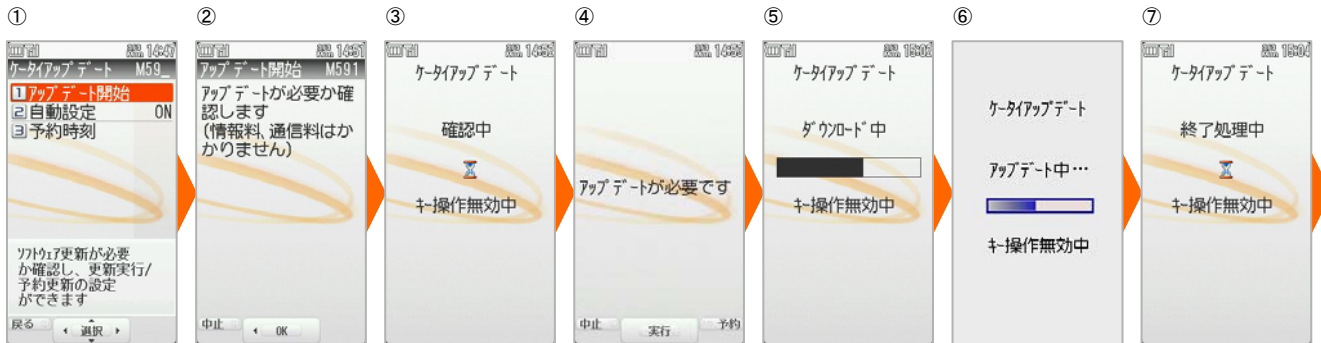 ①
14:47
ケータイアップデート M59_
1 アップデート開始
2 自動設定 ON
3 予約時刻
ソフトウェア更新が必要
か確認し、更新実行/
予約更新の設定
ができます
戻る 選択
②
14:51
アップデート開始 M591
アップデートが必要か確
認します
(情報料、通信料はか
かりません)
中止 OK
③
14:52
ケータイアップデート
確認中
キー操作無効中
④
アップデートが必要です
中止 実行 予約
⑤
15:02
ケータイアップデート
ダウンロード中
キー操作無効中
⑥
ケータイアップデート
アップデート中…
キー操作無効中
⑦
15:04
ケータイアップデート
終了処理中
キー操作無効中